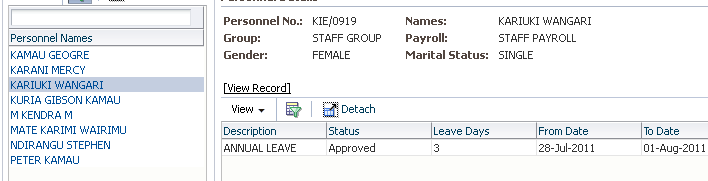 Personnel Names
KAMAU GEOGRE
KARANI MERCY
KARIUKI WANGARI
KURIA GIBSON KAMAU
M KENDRA M
MATE KARIMI WAIRIMU
NDIRANGU STEPHEN
PETER KAMAU
Personnel No.: KIE/0919 Names: KARIUKI WANGARI
Group: STAFF GROUP Payroll: STAFF PAYROLL
Gender: FEMALE Marital Status: SINGLE
[View Record]
View Detach
Description Status Leave Days From Date To Date
ANNUAL LEAVE Approved 3 28-Jul-2011 01-Aug-2011